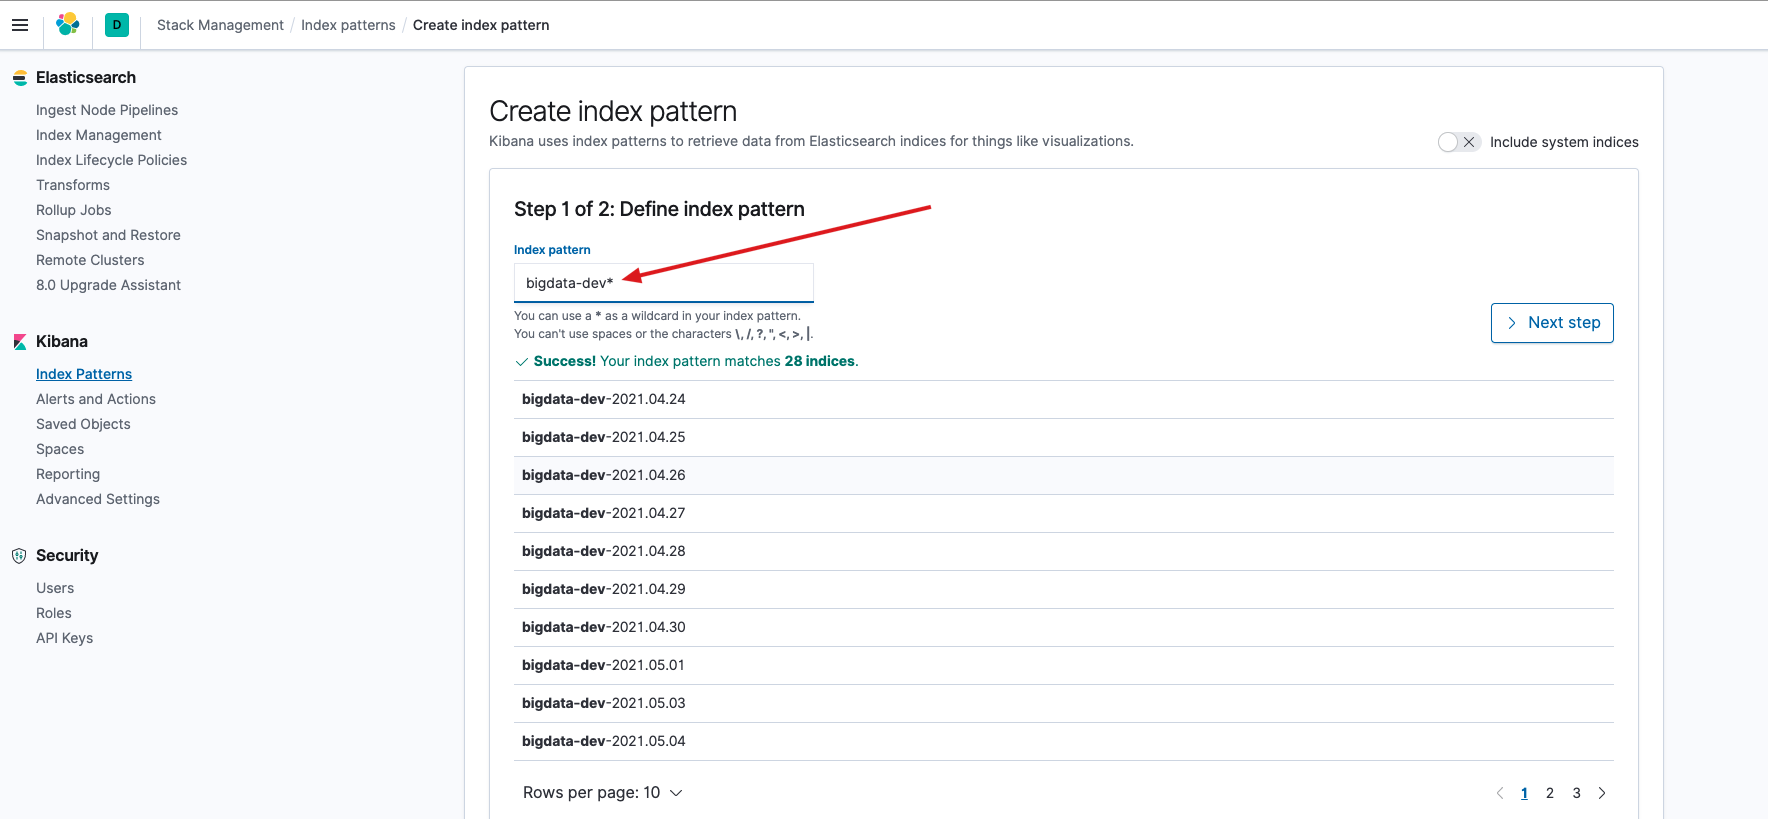 D Stack Management / Index patterns / Create index pattern
Elasticsearch
Ingest Node Pipelines
Index Management
Index Lifecycle Policies
Transforms
Rollup Jobs
Snapshot and Restore
Remote Clusters
8.0 Upgrade Assistant
Kibana
Index Patterns
Alerts and Actions
Saved Objects
Spaces
Reporting
Advanced Settings
Security
Users
Roles
API Keys
Create index pattern
Kibana uses index patterns to retrieve data from Elasticsearch indices for things like visualizations.
Include system indices
Step 1 of 2: Define index pattern
Index pattern
bigdata-dev*
You can use a * as a wildcard in your index pattern.
You can't use spaces or the characters \, /, ?, ", <, >, |.
Next step
Success! Your index pattern matches 28 indices.
bigdata-dev-2021.04.24
bigdata-dev-2021.04.25
bigdata-dev-2021.04.26
bigdata-dev-2021.04.27
bigdata-dev-2021.04.28
bigdata-dev-2021.04.29
bigdata-dev-2021.04.30
bigdata-dev-2021.05.01
bigdata-dev-2021.05.03
bigdata-dev-2021.05.04
Rows per page: 10
1 2 3